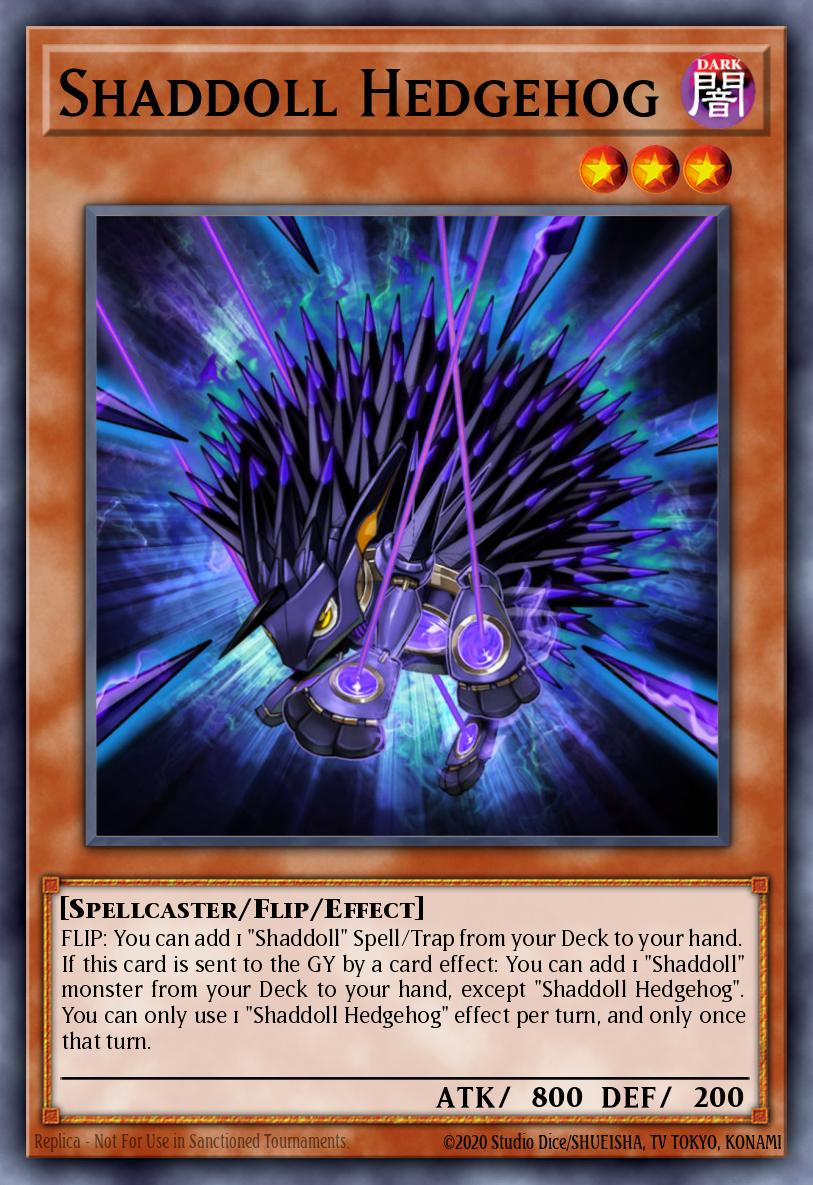 SHADDOLL HEDGEHOG
DARK
闇
[SPELLCASTER/FLIP/EFFECT]
FLIP: You can add 1 "Shaddoll" Spell/Trap from your Deck to your hand.
If this card is sent to the GY by a card effect: You can add 1 "Shaddoll"
monster from your Deck to your hand, except "Shaddoll Hedgehog".
You can only use 1 "Shaddoll Hedgehog" effect per turn, and only once
that turn.
ATK/ 800 DEF/ 200
Replica - Not For Use in Sanctioned Tournaments.
©2020 Studio Dice/SHUEISHA, TV TOKYO, KONAMI